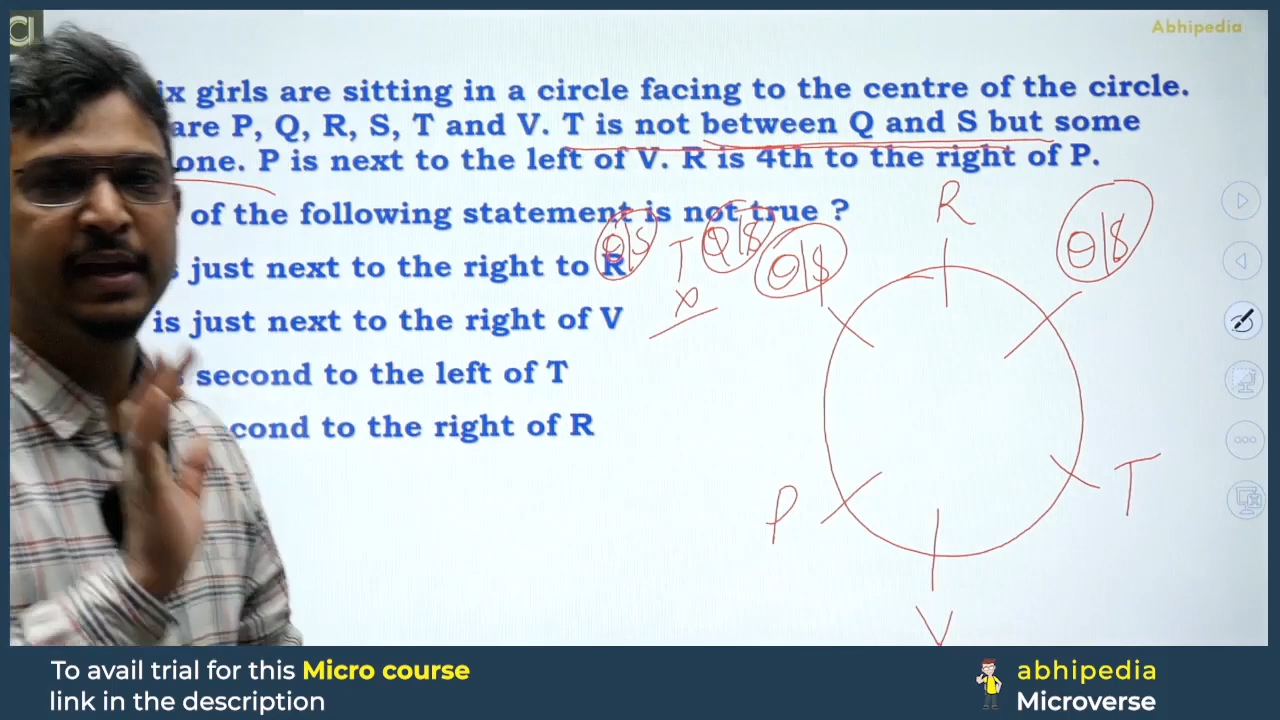 Abhipedia
ix girls are sitting in a circle facing to the centre of the circle.
are P, Q, R, S, T and V. T is not between Q and S but some
one. P is next to the left of V. R is 4th to the right of P.
of the following statement is not true ?
just next to the right to R
is just next to the right of V
second to the left of T
cond to the right of R
Q|S T Q|S
X
R
Q|S Q|S
P T
V
To avail trial for this Micro course
link in the description
abhipedia
Microverse